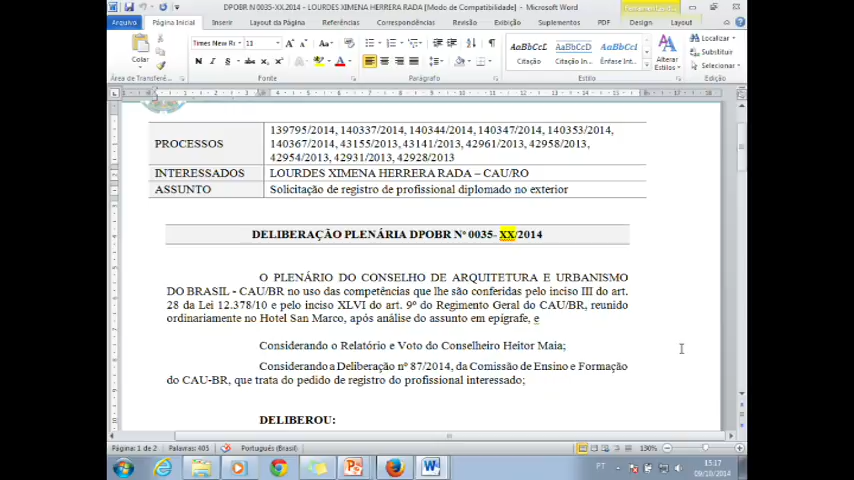 DPOBR Nº 0035-XX.2014 - LOURDES XIMENA HERRERA RADA [Modo de Compatibilidade] - Microsoft Word
Arquivo Página Inicial Inserir Layout da Página Referências Correspondências Revisão Exibição Suplementos PDF Design Layout
Colar
Times New Ro 11
AaBbCcL AaBbCcL AaBbCcI
Citação Citação In... Ênfase Int...
Alterar Estilos
Localizar
Substituir
Selecionar
Área de Transferê... Fonte Parágrafo Estilo Edição
PROCESSOS
139795/2014, 140337/2014, 140344/2014, 140347/2014, 140353/2014,
140367/2014, 43155/2013, 43141/2013, 42961/2013, 42958/2013,
42954/2013, 42931/2013, 42928/2013
INTERESSADOS LOURDES XIMENA HERRERA RADA – CAU/RO
ASSUNTO Solicitação de registro de profissional diplomado no exterior
DELIBERAÇÃO PLENÁRIA DPOBR Nº 0035- XX/2014
O PLENÁRIO DO CONSELHO DE ARQUITETURA E URBANISMO
DO BRASIL - CAU/BR no uso das competências que lhe são conferidas pelo inciso III do art.
28 da Lei 12.378/10 e pelo inciso XLVI do art. 9º do Regimento Geral do CAU/BR, reunido
ordinariamente no Hotel San Marco, após análise do assunto em epígrafe, e
Considerando o Relatório e Voto do Conselheiro Heitor Maia;
Considerando a Deliberação nº 87/2014, da Comissão de Ensino e Formação
do CAU-BR, que trata do pedido de registro do profissional interessado;
DELIBEROU:
Página: 1 de 2 Palavras: 405 Português (Brasil) 130%
PT 15:17
09/10/2014